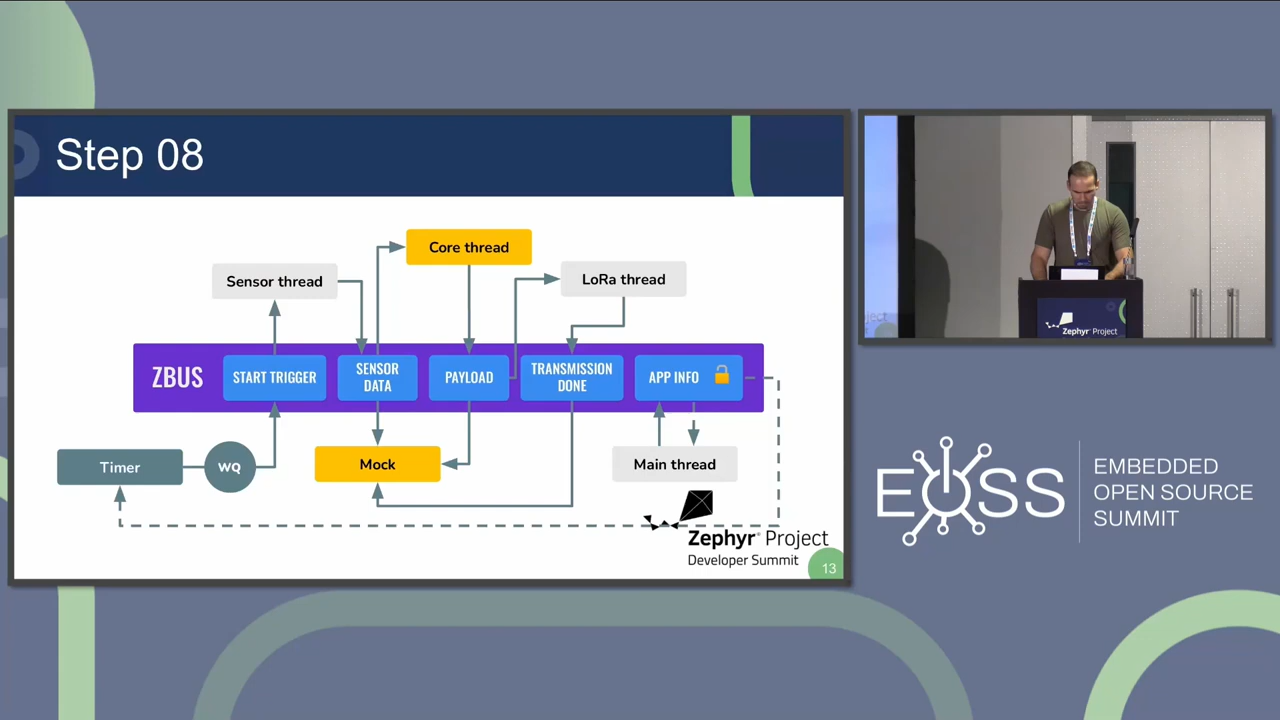 Step 08
Core thread
Sensor thread
LoRa thread
ZBUS
START TRIGGER
SENSOR
DATA
PAYLOAD
TRANSMISSION
DONE
APP INFO
Timer
WQ
Mock
Main thread
Zephyr® Project
Developer Summit
13
Zephyr Project
EOSS
EMBEDDED
OPEN SOURCE
SUMMIT